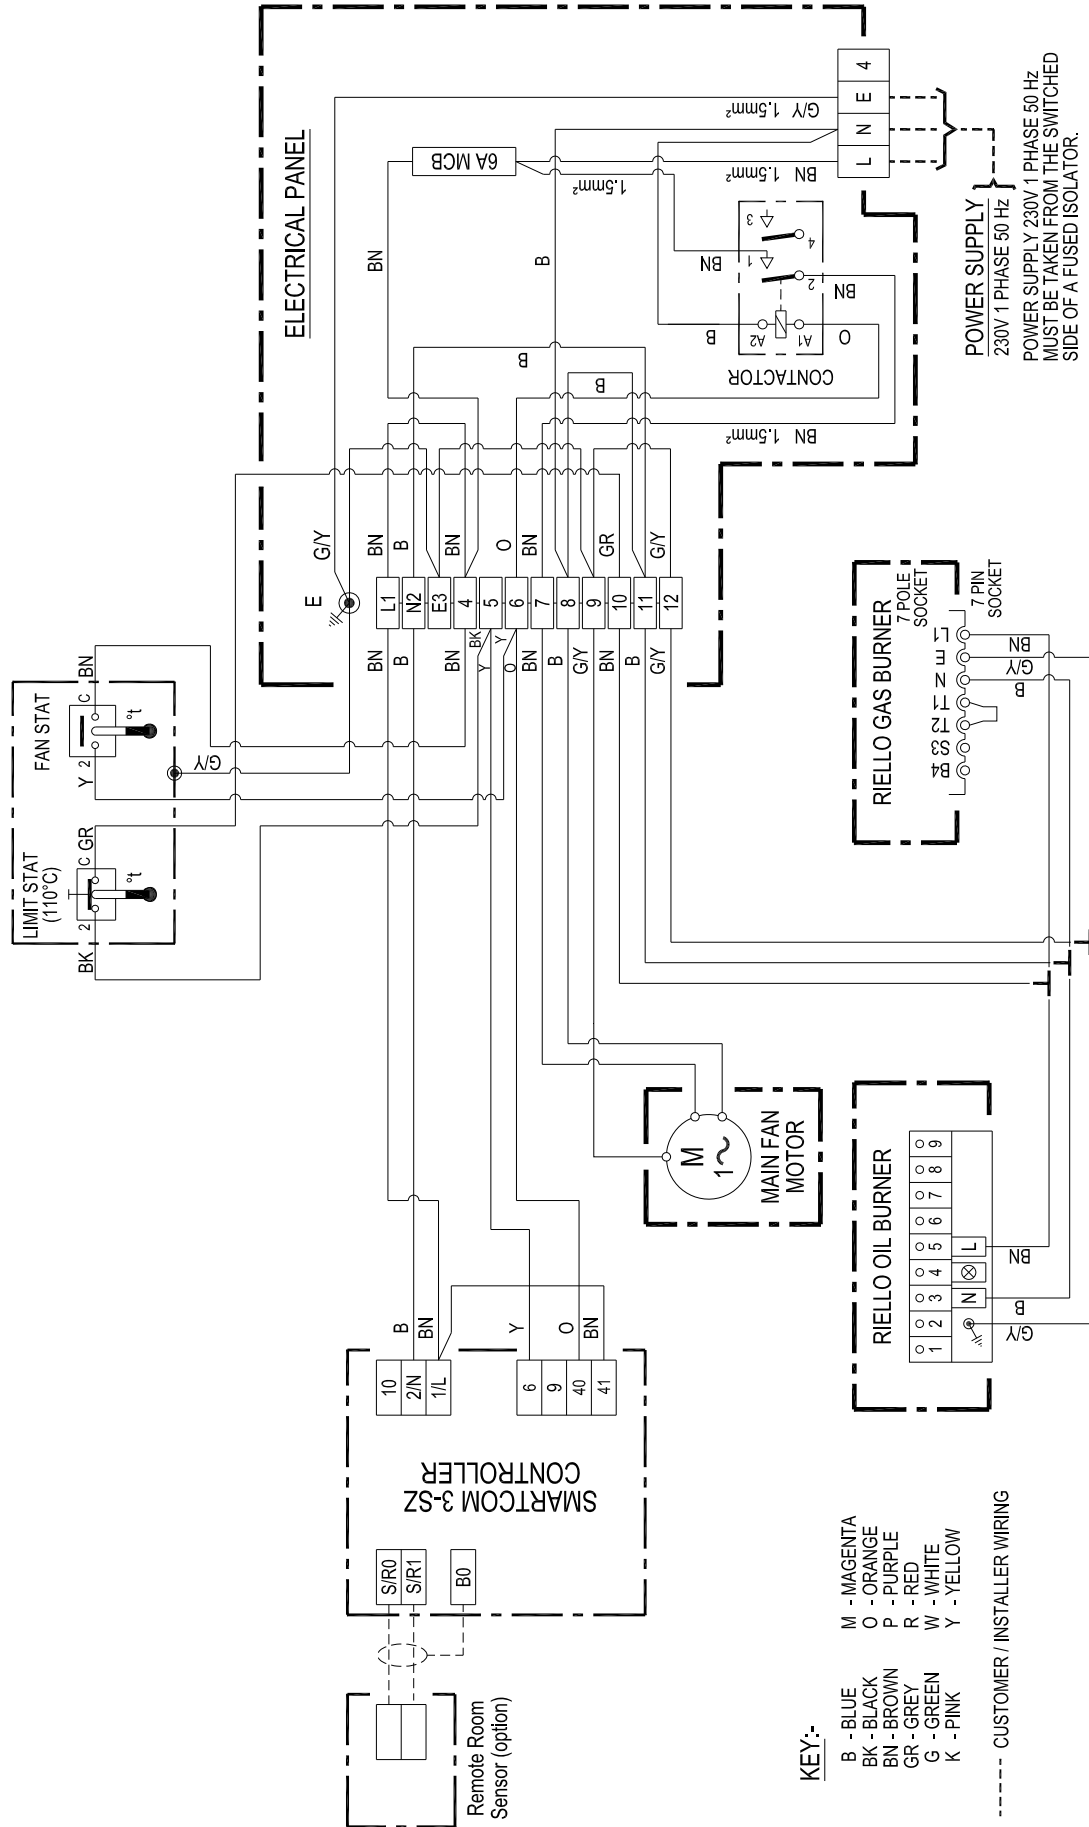 FAN STAT
BN
C
2
Y
°t
G/Y
LIMIT STAT
(110°C)
C
GR
2
BK
°t
ELECTRICAL PANEL
E
G/Y
BN
B
BN
O
BN
GR
G/Y
L1
N2
E3
4
5
6
7
8
9
10
11
12
BN
B
BN
BK
Y
Y
O
BN
B
G/Y
BN
B
G/Y
BN
B
B
B
6A MCB
1.5mm²
G/Y 1.5mm²
BN 1.5mm²
BN 1.5mm²
L
N
E
4
CONTACTOR
A2
A1
1
2
3
4
B
O
BN
BN
POWER SUPPLY
230V 1 PHASE 50 Hz
POWER SUPPLY 230V 1 PHASE 50 Hz
MUST BE TAKEN FROM THE SWITCHED
SIDE OF A FUSED ISOLATOR.
RIELLO GAS BURNER
7 POLE
SOCKET
7 PIN
SOCKET
B4
S3
T2
T1
N
E
L1
B
G/Y
BN
M
1~
MAIN FAN
MOTOR
RIELLO OIL BURNER
1
2
3
4
5
6
7
8
9
N
L
G/Y
B
BN
SMARTCOM 3-SZ
CONTROLLER
10
2/N
1/L
B
BN
6
9
40
41
Y
O
BN
S/R0
S/R1
B0
Remote Room
Sensor (option)
KEY:-
B - BLUE
BK - BLACK
BN - BROWN
GR - GREY
G - GREEN
K - PINK
M - MAGENTA
O - ORANGE
P - PURPLE
R - RED
W - WHITE
Y - YELLOW
CUSTOMER / INSTALLER WIRING